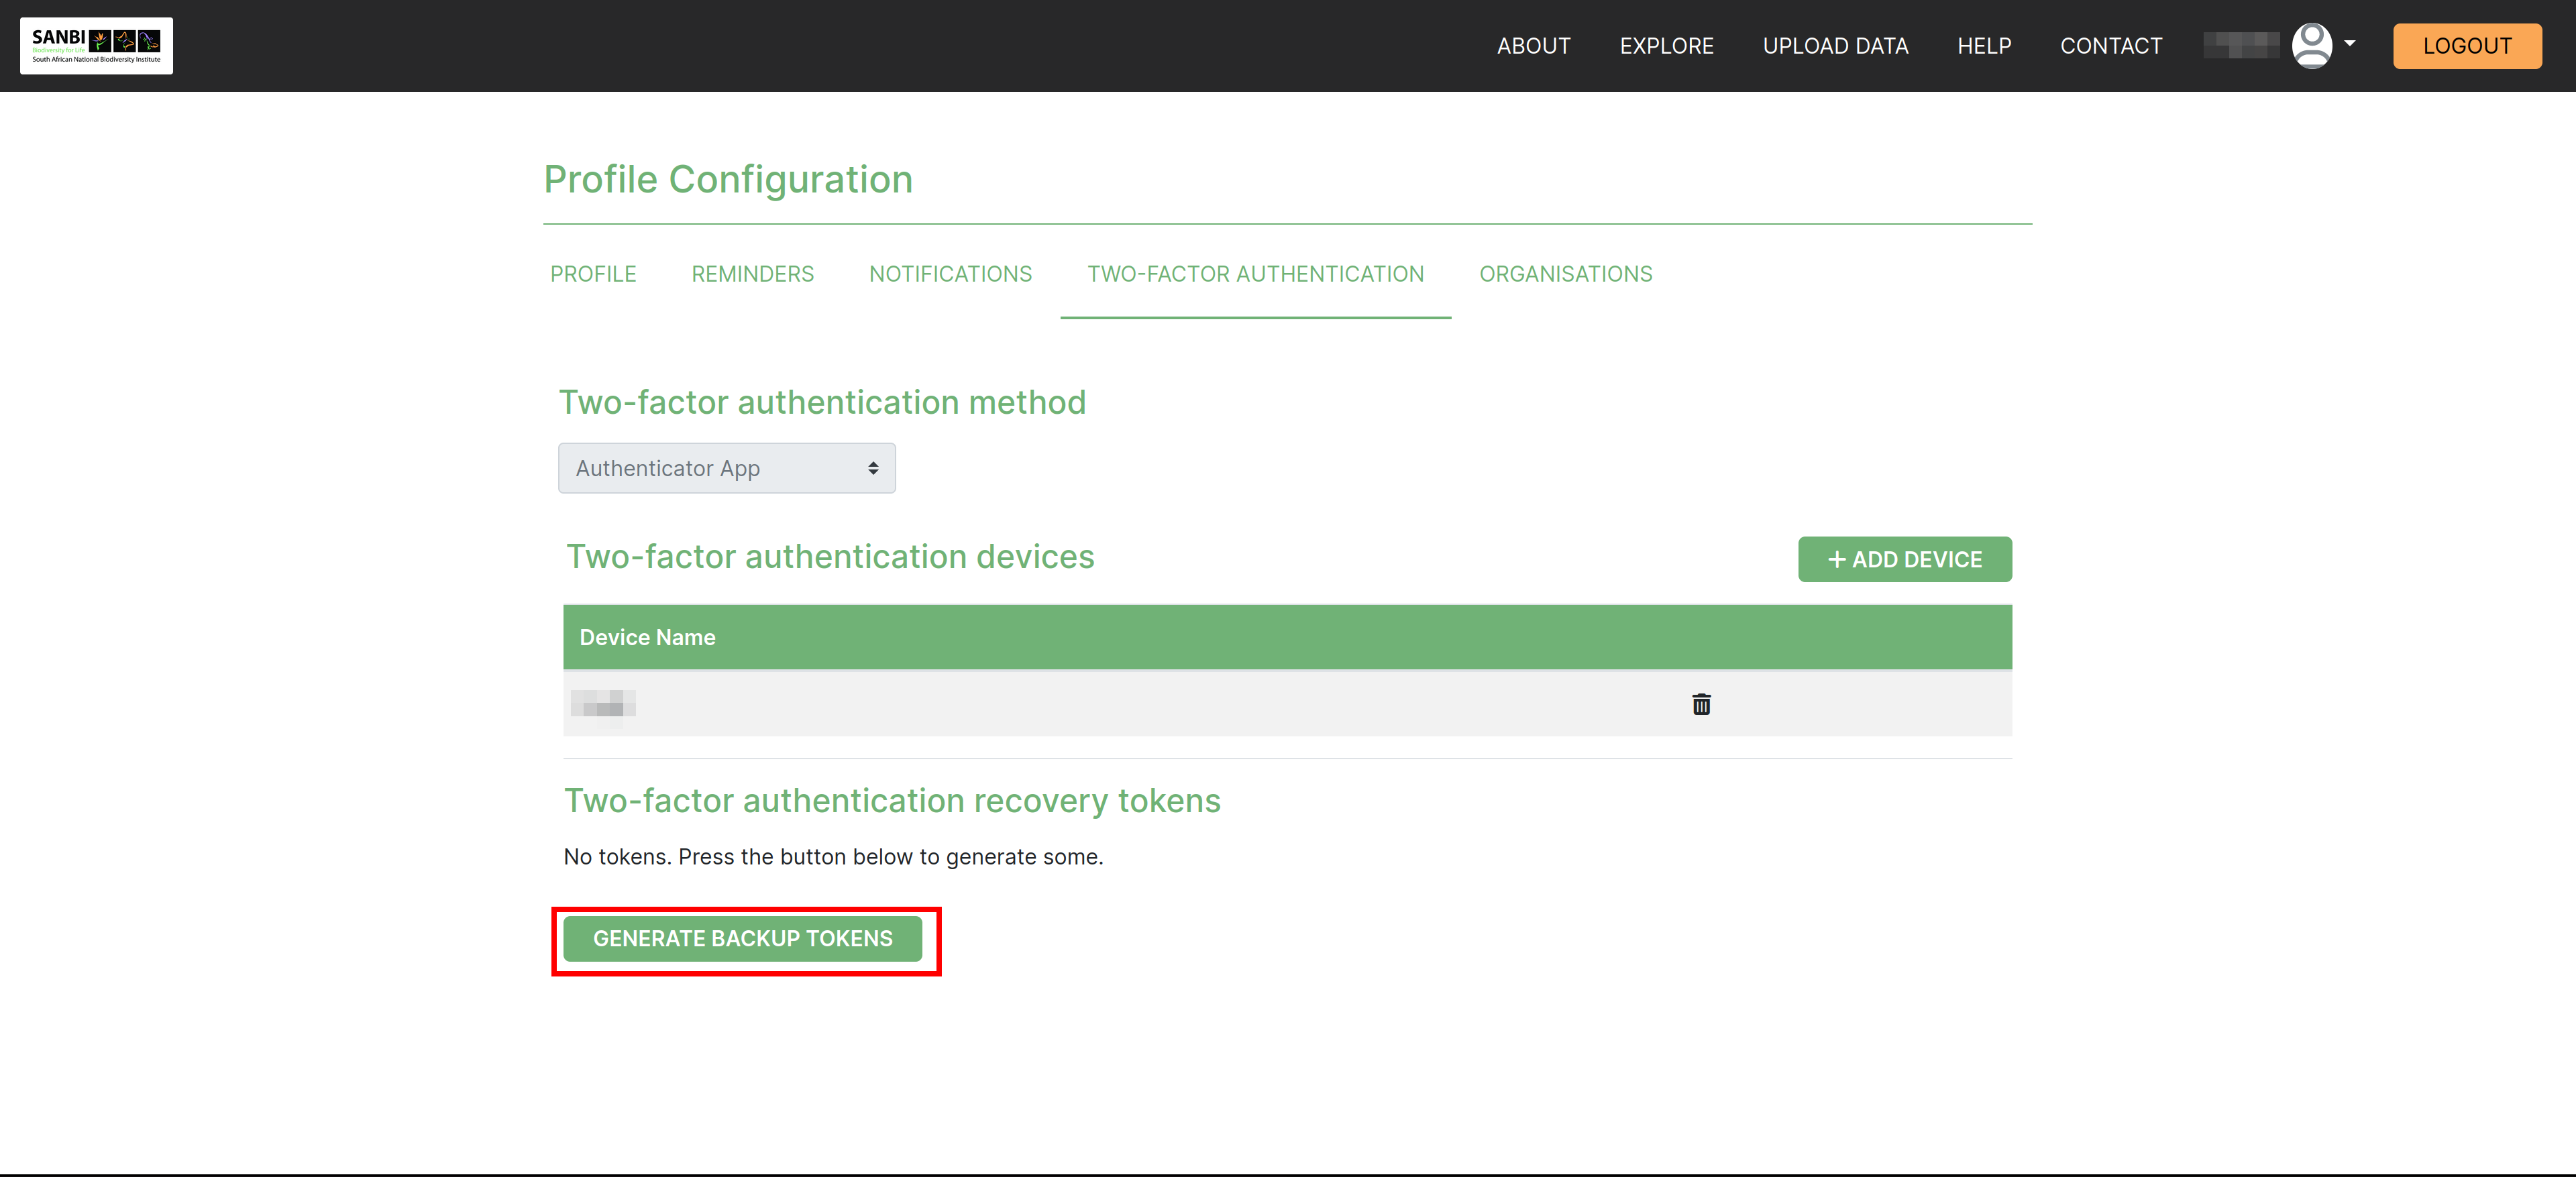 SANBI
Biodiversity for Life
South African National Biodiversity Institute
ABOUT
EXPLORE
UPLOAD DATA
HELP
CONTACT
LOGOUT
Profile Configuration
PROFILE
REMINDERS
NOTIFICATIONS
TWO-FACTOR AUTHENTICATION
ORGANISATIONS
Two-factor authentication method
Authenticator App
Two-factor authentication devices
+ ADD DEVICE
Device Name
Two-factor authentication recovery tokens
No tokens. Press the button below to generate some.
GENERATE BACKUP TOKENS